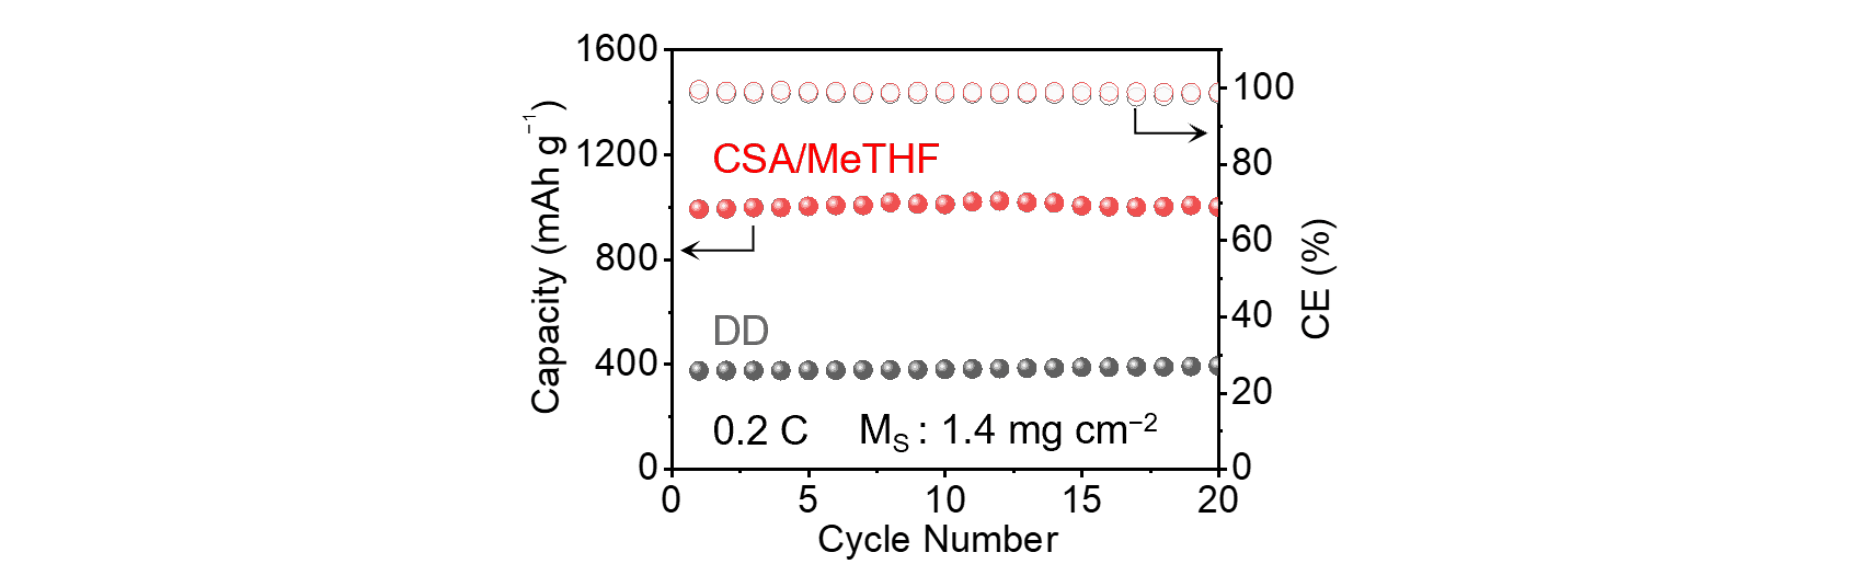 1600
1200
800
400
0
Capacity (mAh g⁻¹)
CSA/MeTHF
DD
0.2 C
M_S : 1.4 mg cm⁻²
100
80
60
40
20
0
CE (%)
0 5 10 15 20
Cycle Number